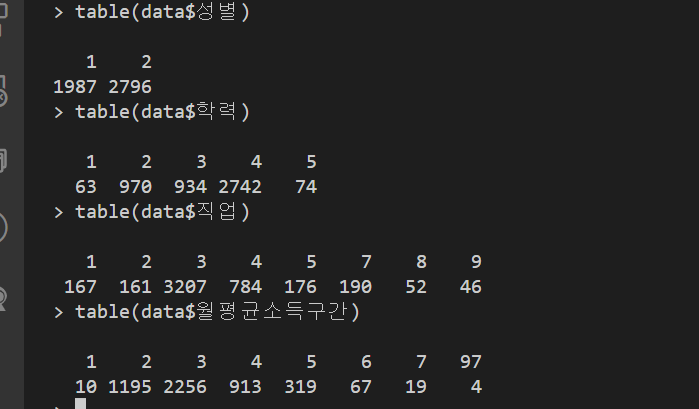 > table(data$성별)
1 2
1987 2796
> table(data$학력)
1 2 3 4 5
63 970 934 2742 74
> table(data$직업)
1 2 3 4 5 7 8 9
167 161 3207 784 176 190 52 46
> table(data$월평균소득구간)
1 2 3 4 5 6 7 97
10 1195 2256 913 319 67 19 4
>